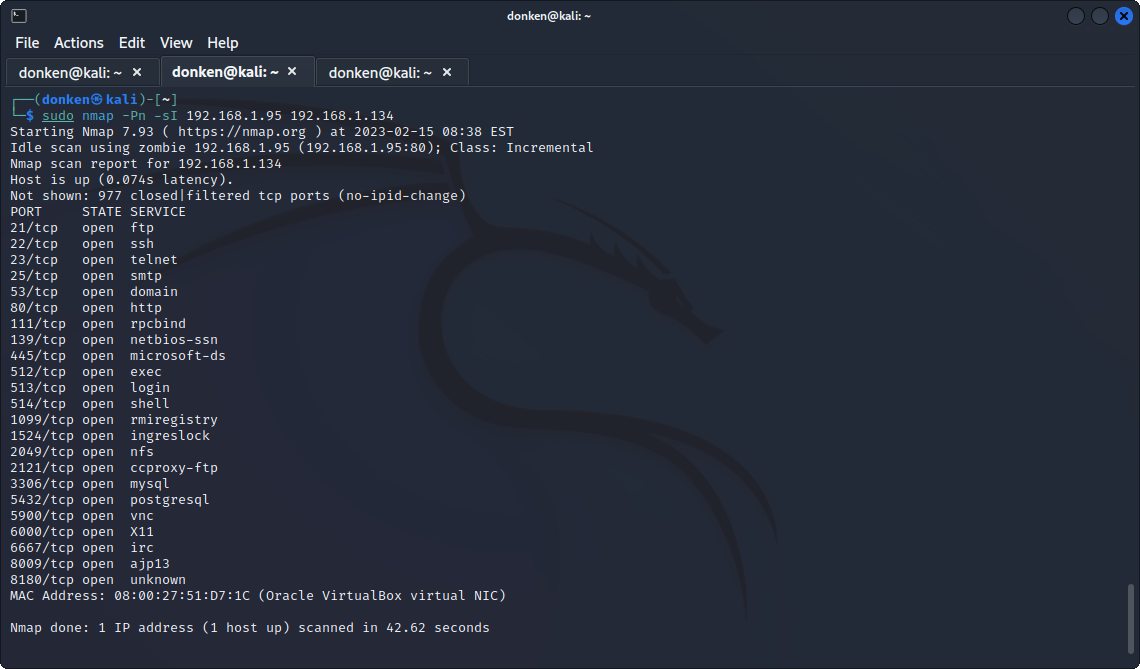 donken@kali: ~
File Actions Edit View Help
donken@kali: ~ × donken@kali: ~ × donken@kali: ~ ×
┌──(donken㉿kali)-[~]
└─$ sudo nmap -Pn -sI 192.168.1.95 192.168.1.134
Starting Nmap 7.93 ( https://nmap.org ) at 2023-02-15 08:38 EST
Idle scan using zombie 192.168.1.95 (192.168.1.95:80); Class: Incremental
Nmap scan report for 192.168.1.134
Host is up (0.074s latency).
Not shown: 977 closed|filtered tcp ports (no-ipid-change)
PORT     STATE SERVICE
21/tcp   open  ftp
22/tcp   open  ssh
23/tcp   open  telnet
25/tcp   open  smtp
53/tcp   open  domain
80/tcp   open  http
111/tcp  open  rpcbind
139/tcp  open  netbios-ssn
445/tcp  open  microsoft-ds
512/tcp  open  exec
513/tcp  open  login
514/tcp  open  shell
1099/tcp open  rmiregistry
1524/tcp open  ingreslock
2049/tcp open  nfs
2121/tcp open  ccproxy-ftp
3306/tcp open  mysql
5432/tcp open  postgresql
5900/tcp open  vnc
6000/tcp open  X11
6667/tcp open  irc
8009/tcp open  ajp13
8180/tcp open  unknown
MAC Address: 08:00:27:51:D7:1C (Oracle VirtualBox virtual NIC)
Nmap done: 1 IP address (1 host up) scanned in 42.62 seconds